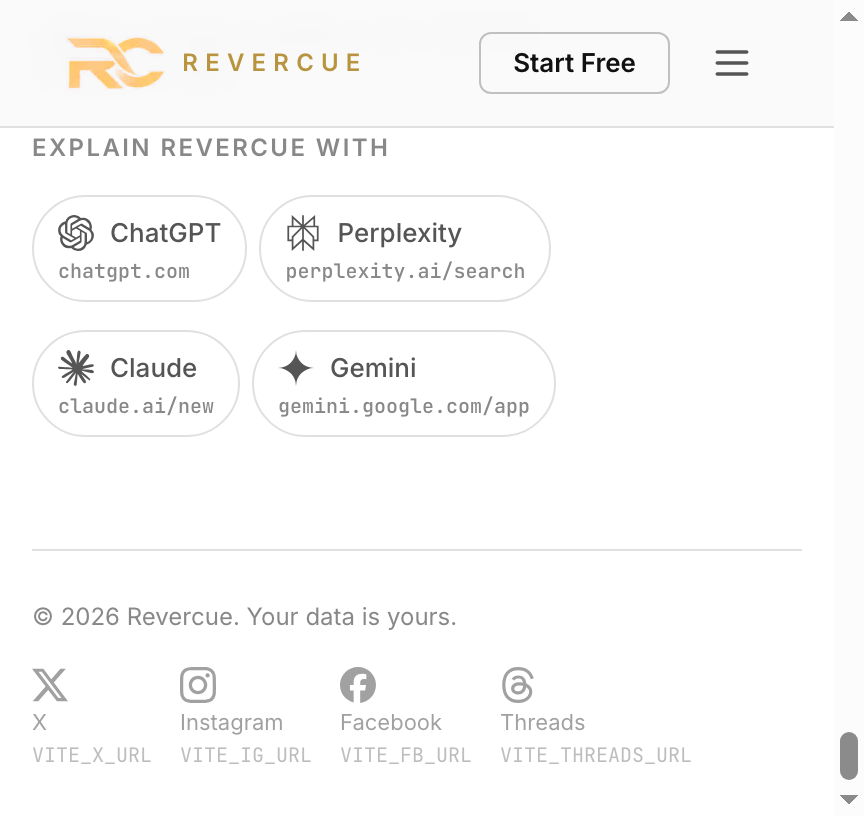 RC REVERCUE
Start Free
EXPLAIN REVERCUE WITH
ChatGPT
chatgpt.com
Perplexity
perplexity.ai/search
Claude
claude.ai/new
Gemini
gemini.google.com/app
© 2026 Revercue. Your data is yours.
X
VITE_X_URL
Instagram
VITE_IG_URL
Facebook
VITE_FB_URL
Threads
VITE_THREADS_URL